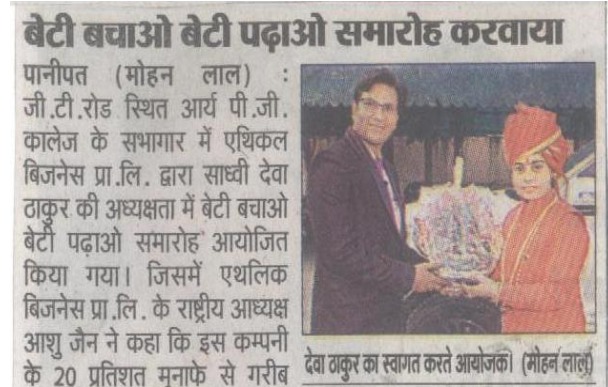 बेटी बचाओ बेटी पढ़ाओ समारोह करवाया
पानीपत (मोहन लाल) :
जी.टी.रोड स्थित आर्य पी.जी.
कालेज के सभागार में एथिकल
बिजनेस प्रा.लि. द्वारा साध्वी देवा
ठाकुर की अध्यक्षता में बेटी बचाओ
बेटी पढ़ाओ समारोह आयोजित
किया गया। जिसमें एथलिक
बिजनेस प्रा.लि. के राष्ट्रीय आध्यक्ष
आशु जैन ने कहा कि इस कम्पनी
के 20 प्रतिशत मुनाफे से गरीब
देवा ठाकुर का स्वागत करते आयोजक। (मोहन लाल)